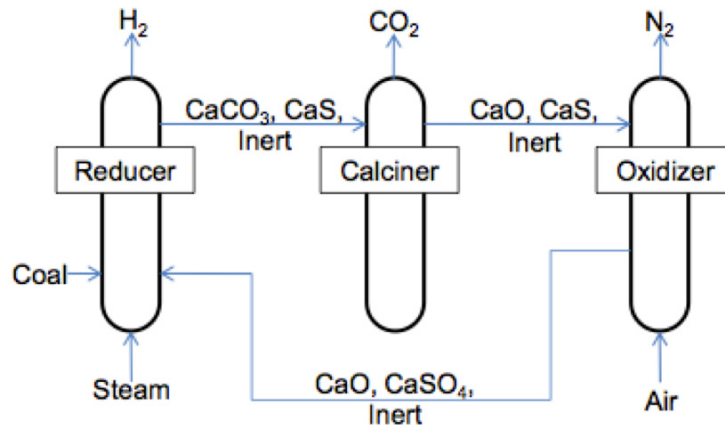 H₂
CO₂
N₂
CaCO₃, CaS,
Inert
CaO, CaS,
Inert
Reducer
Calciner
Oxidizer
Coal
Steam
CaO, CaSO₄,
Inert
Air